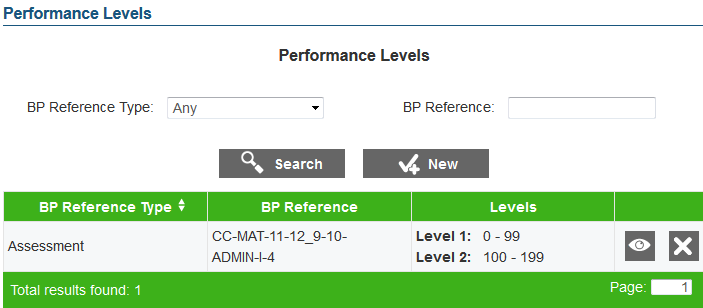 Performance Levels
Performance Levels
BP Reference Type: Any BP Reference:
Search New
BP Reference Type BP Reference Levels
Assessment CC-MAT-11-12_9-10-ADMIN-I-4 Level 1: 0 - 99
Level 2: 100 - 199
Total results found: 1 Page: 1